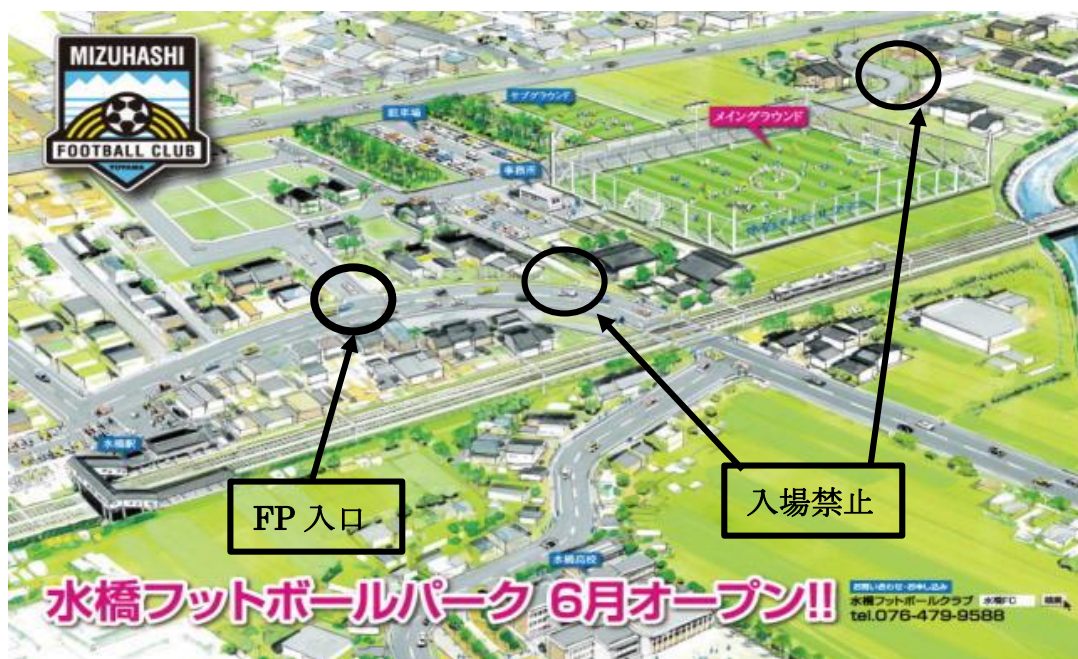 MIZUHASHI
FOOTBALL CLUB
TOYAMA
サブグラウンド
駐車場
メイングラウンド
事務所
水橋駅
FP 入口
入場禁止
水橋高校
水橋フットボールパーク 6月オープン!!
お問い合わせ・お申し込み
水橋フットボールクラブ 水橋FC 検索
tel.076-479-9588